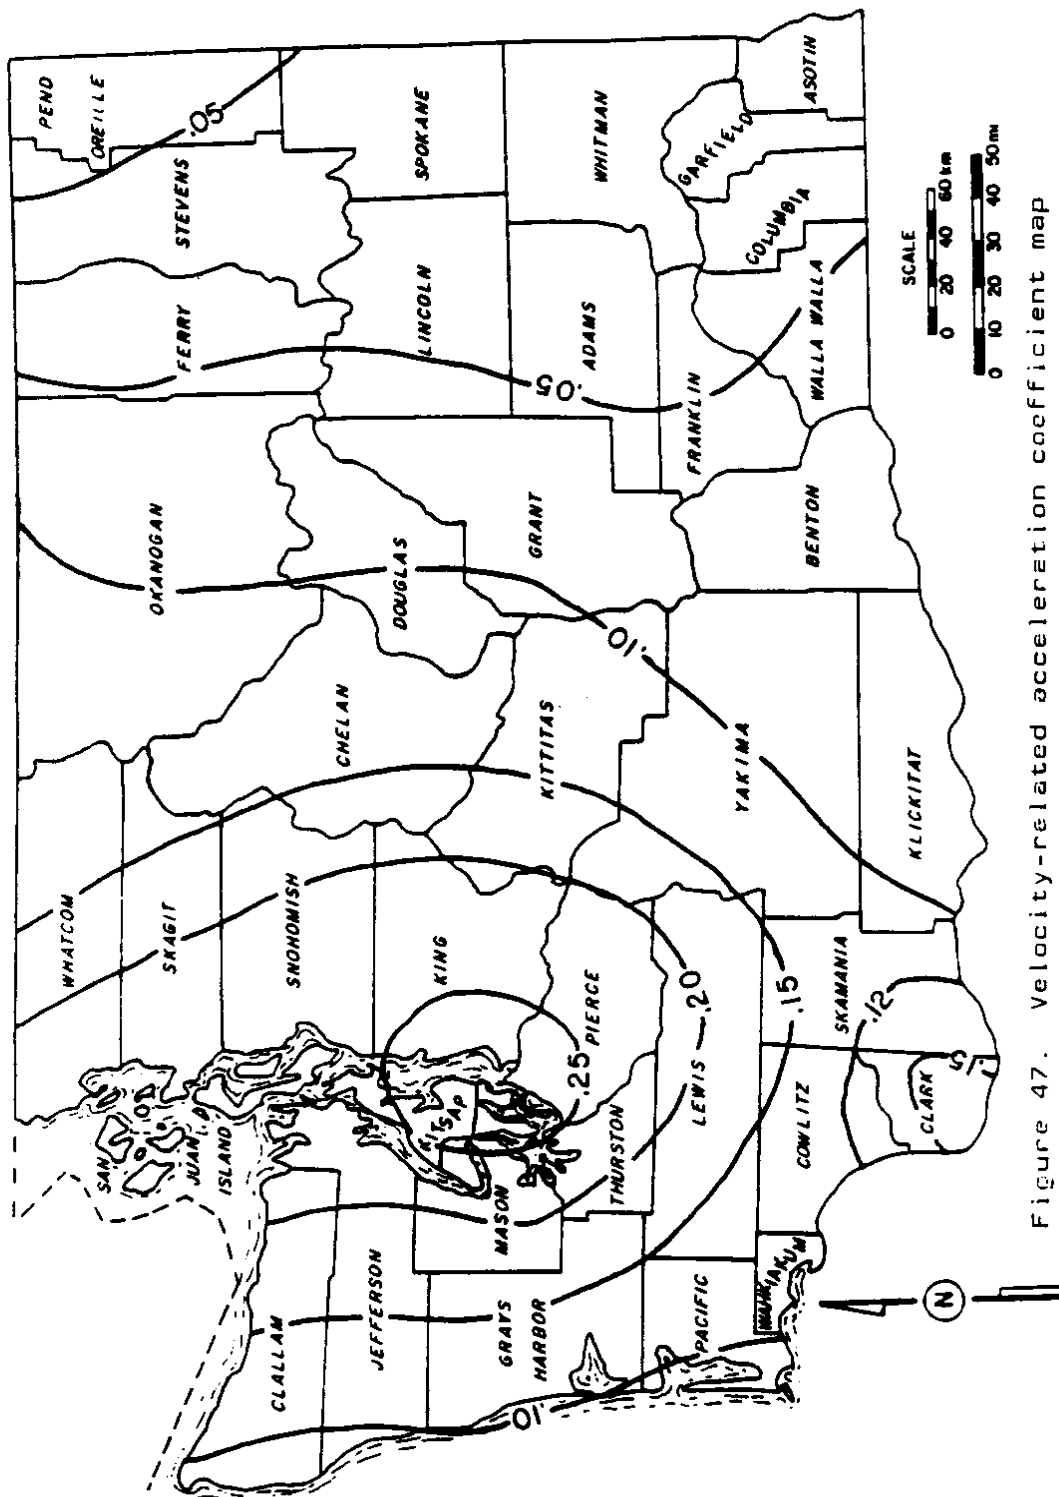 WHATCOM
SAN
JUAN
ISLAND
SKAGIT
SNOHOMISH
CLALLAM
JEFFERSON
KITSAP
KING
MASON
GRAYS
HARBOR
PIERCE
THURSTON
PACIFIC
LEWIS
WAHKIAKUM
COWLITZ
SKAMANIA
CLARK
OKANOGAN
CHELAN
DOUGLAS
KITTITAS
GRANT
YAKIMA
KLICKITAT
BENTON
FERRY
STEVENS
PEND
OREILLE
LINCOLN
SPOKANE
ADAMS
WHITMAN
FRANKLIN
WALLA WALLA
COLUMBIA
GARFIELD
ASOTIN
.05
.05
.10
.10
.15
.15
.20
.25
.12
N
SCALE
0 20 40 60 km
0 10 20 30 40 50 mi
Figure 47. Velocity-related acceleration coefficient map